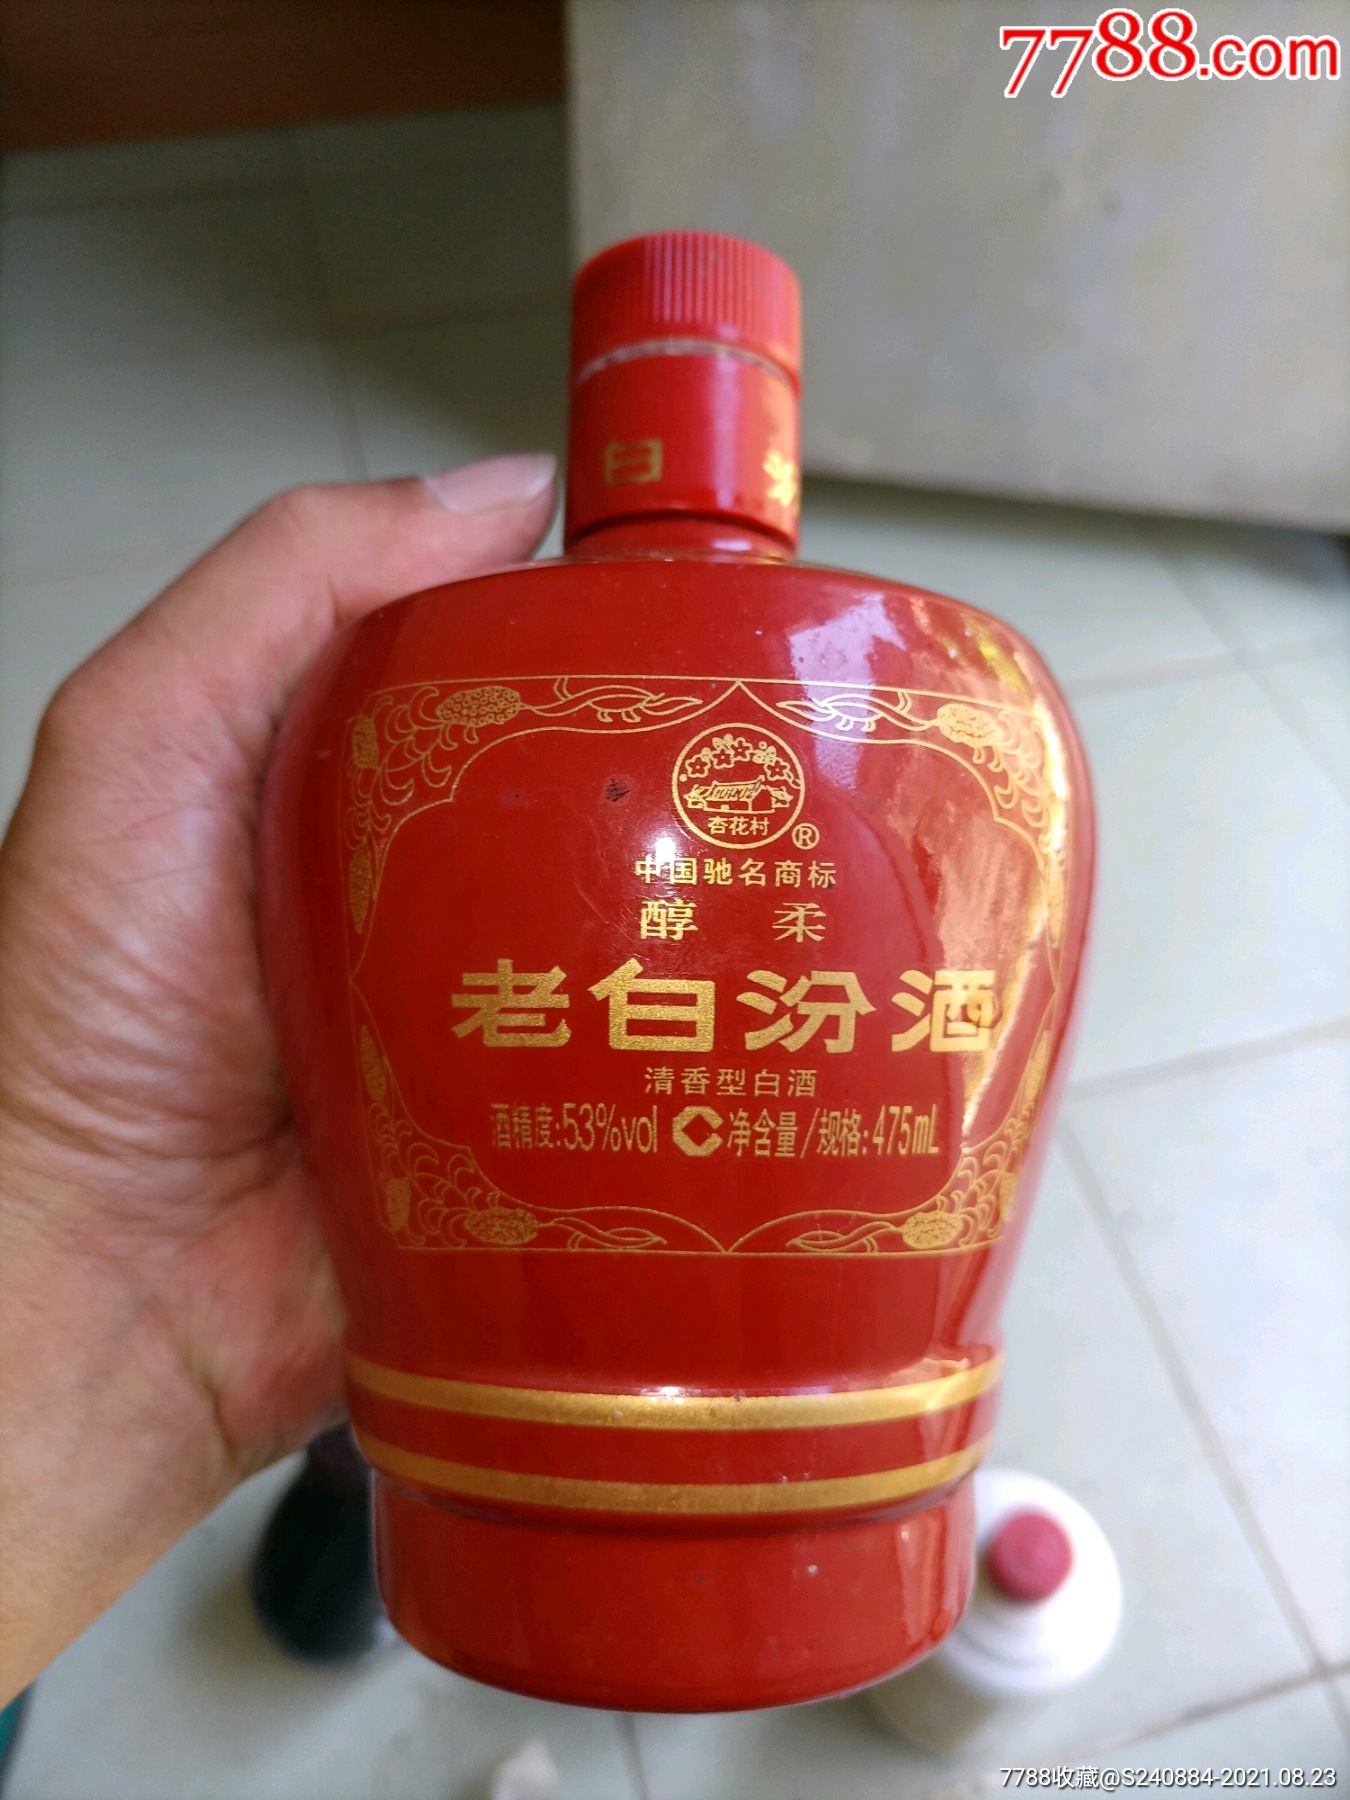 7788.com
白
杏花村
®
中国驰名商标
醇 柔
老白汾酒
清香型白酒
酒精度:53%vol C 净含量/规格:475mL
7788收藏@S240884-2021.08.23